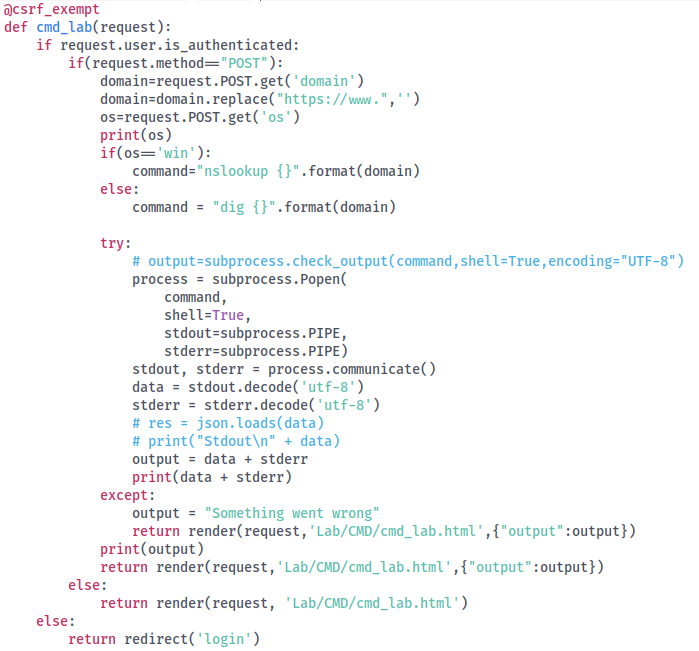 @csrf_exempt
def cmd_lab(request):
    if request.user.is_authenticated:
        if(request.method=="POST"):
            domain=request.POST.get('domain')
            domain=domain.replace("https://www.",'')
            os=request.POST.get('os')
            print(os)
            if(os=='win'):
                command="nslookup {}".format(domain)
            else:
                command = "dig {}".format(domain)

            try:
                # output=subprocess.check_output(command,shell=True,encoding="UTF-8")
                process = subprocess.Popen(
                    command,
                    shell=True,
                    stdout=subprocess.PIPE,
                    stderr=subprocess.PIPE)
                stdout, stderr = process.communicate()
                data = stdout.decode('utf-8')
                stderr = stderr.decode('utf-8')
                # res = json.loads(data)
                # print("Stdout\n" + data)
                output = data + stderr
                print(data + stderr)
            except:
                output = "Something went wrong"
                return render(request,'Lab/CMD/cmd_lab.html',{"output":output})
            print(output)
            return render(request,'Lab/CMD/cmd_lab.html',{"output":output})
        else:
            return render(request, 'Lab/CMD/cmd_lab.html')
    else:
        return redirect('login')